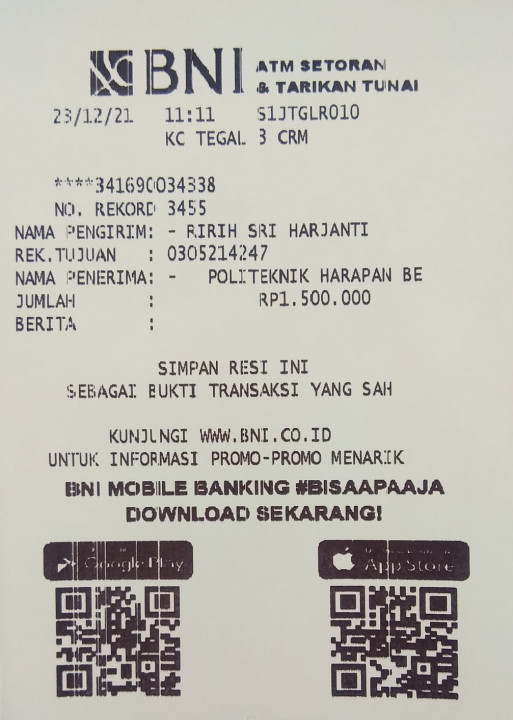 BNI ATM SETORAN
& TARIKAN TUNAI
23/12/21 11:11 S1JTGLR010
KC TEGAL 3 CRM
****341690034338
NO. REKORD 3455
NAMA PENGIRIM: - RIRIH SRI HARJANTI
REK.TUJUAN : 0305214247
NAMA PENERIMA: - POLITEKNIK HARAPAN BE
JUMLAH : RP1.500.000
BERITA :
SIMPAN RESI INI
SEBAGAI BUKTI TRANSAKSI YANG SAH
KUNJUNGI WWW.BNI.CO.ID
UNTUK INFORMASI PROMO-PROMO MENARIK
BNI MOBILE BANKING #BISAAPAAJA
DOWNLOAD SEKARANG!
Google Play
App Store